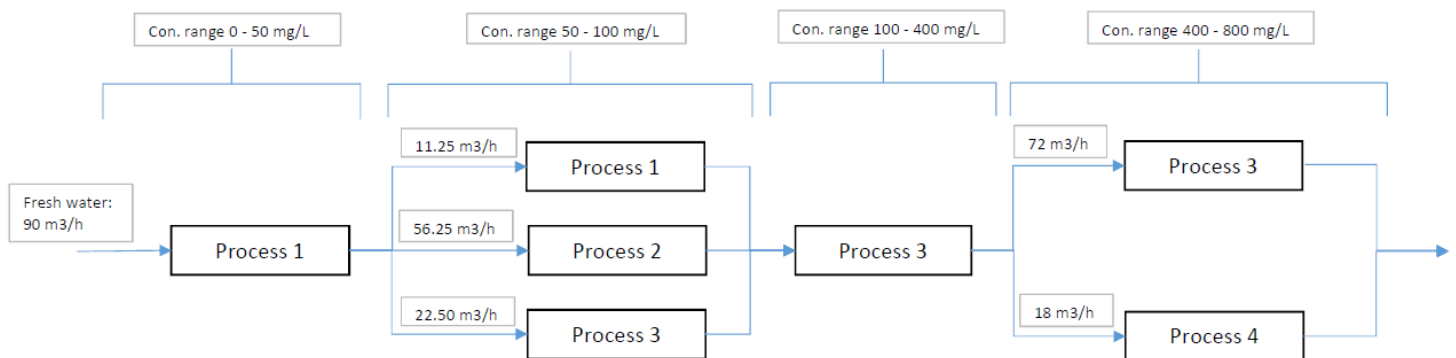 Con. range 0 - 50 mg/L
Con. range 50 - 100 mg/L
Con. range 100 - 400 mg/L
Con. range 400 - 800 mg/L
Fresh water:
90 m3/h
Process 1
11.25 m3/h
Process 1
56.25 m3/h
Process 2
22.50 m3/h
Process 3
Process 3
72 m3/h
Process 3
18 m3/h
Process 4